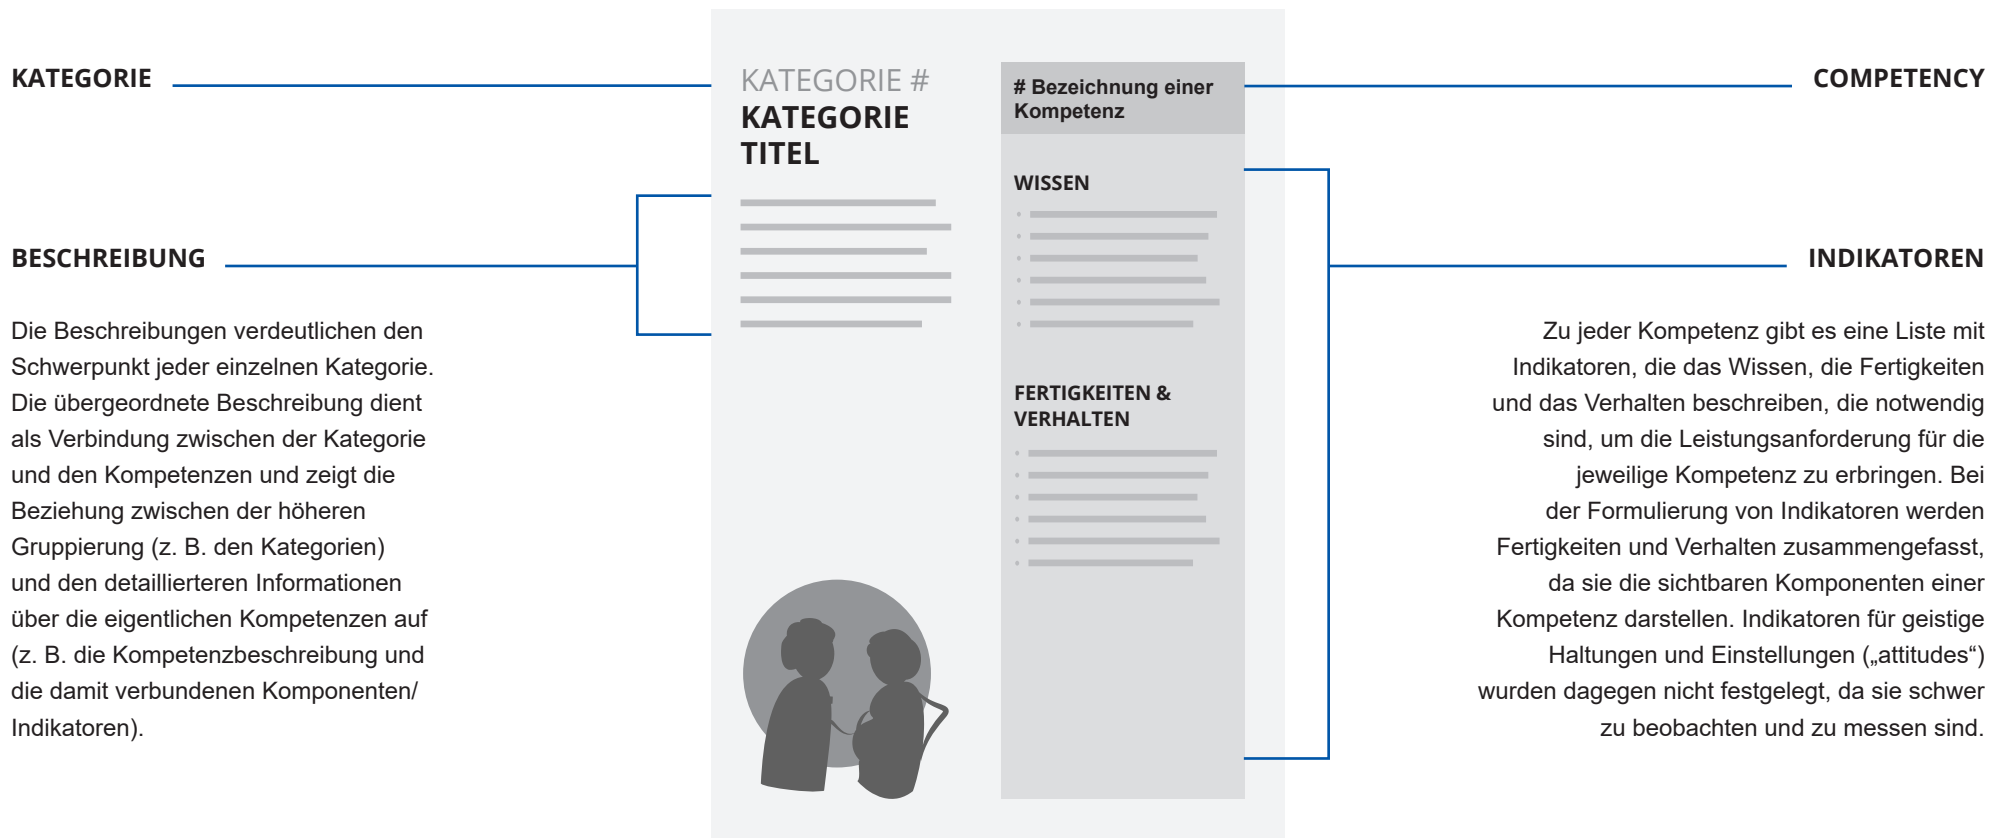 KATEGORIE
BESCHREIBUNG
Die Beschreibungen verdeutlichen den
Schwerpunkt jeder einzelnen Kategorie.
Die übergeordnete Beschreibung dient
als Verbindung zwischen der Kategorie
und den Kompetenzen und zeigt die
Beziehung zwischen der höheren
Gruppierung (z. B. den Kategorien)
und den detaillierteren Informationen
über die eigentlichen Kompetenzen auf
(z. B. die Kompetenzbeschreibung und
die damit verbundenen Komponenten/
Indikatoren).
KATEGORIE #
KATEGORIE
TITEL
# Bezeichnung einer
Kompetenz
WISSEN
FERTIGKEITEN &
VERHALTEN
COMPETENCY
INDIKATOREN
Zu jeder Kompetenz gibt es eine Liste mit
Indikatoren, die das Wissen, die Fertigkeiten
und das Verhalten beschreiben, die notwendig
sind, um die Leistungsanforderung für die
jeweilige Kompetenz zu erbringen. Bei
der Formulierung von Indikatoren werden
Fertigkeiten und Verhalten zusammengefasst,
da sie die sichtbaren Komponenten einer
Kompetenz darstellen. Indikatoren für geistige
Haltungen und Einstellungen („attitudes“)
wurden dagegen nicht festgelegt, da sie schwer
zu beobachten und zu messen sind.